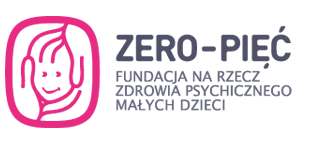 ZERO-PIĘĆ
FUNDACJA NA RZECZ
ZDROWIA PSYCHICZNEGO
MAŁYCH DZIECI